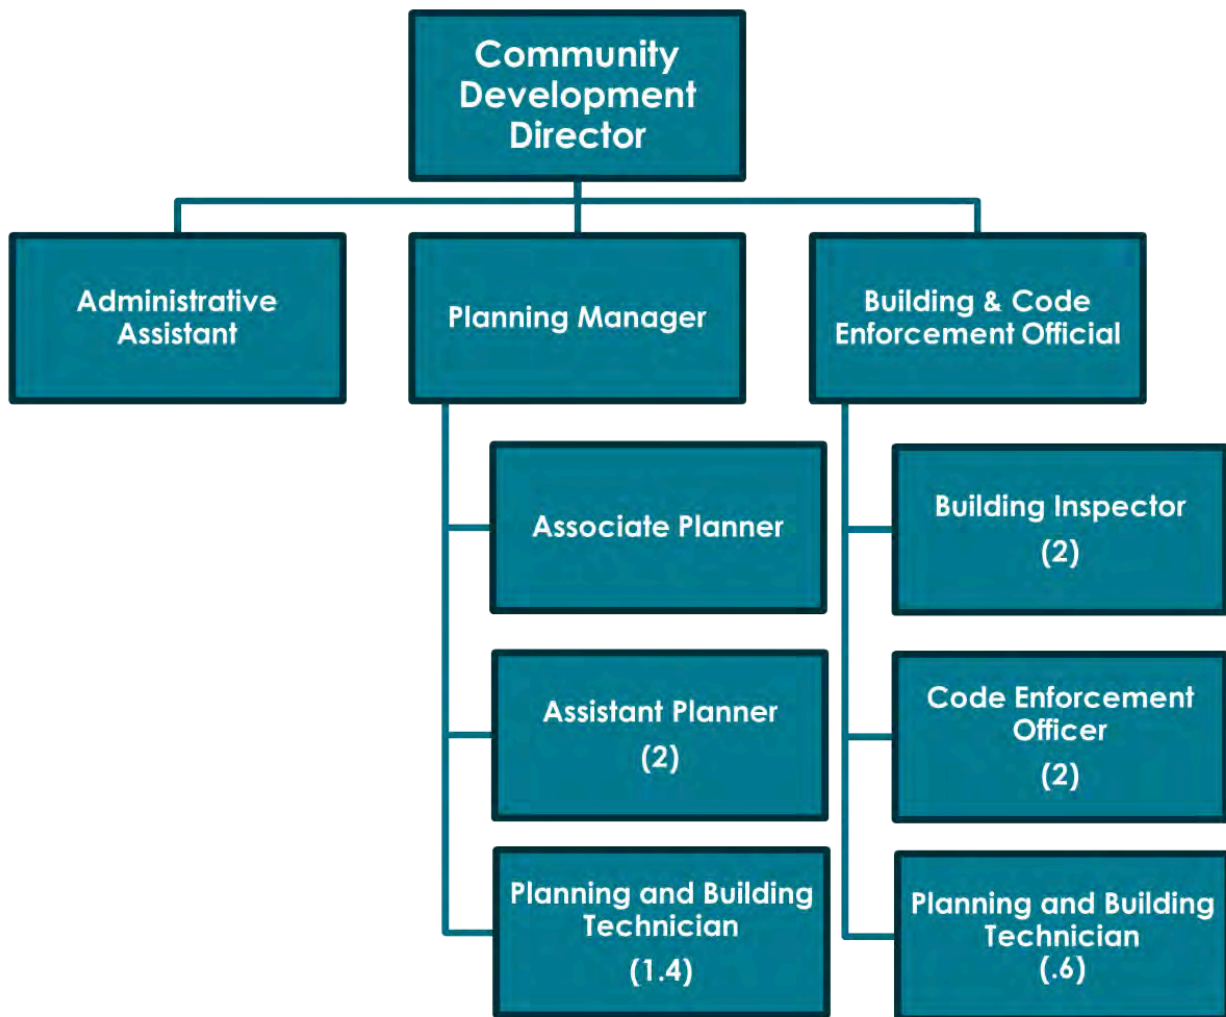 Community
Development
Director
Administrative
Assistant
Planning Manager
Building & Code
Enforcement Official
Associate Planner
Assistant Planner
(2)
Planning and Building
Technician
(1.4)
Building Inspector
(2)
Code Enforcement
Officer
(2)
Planning and Building
Technician
(.6)